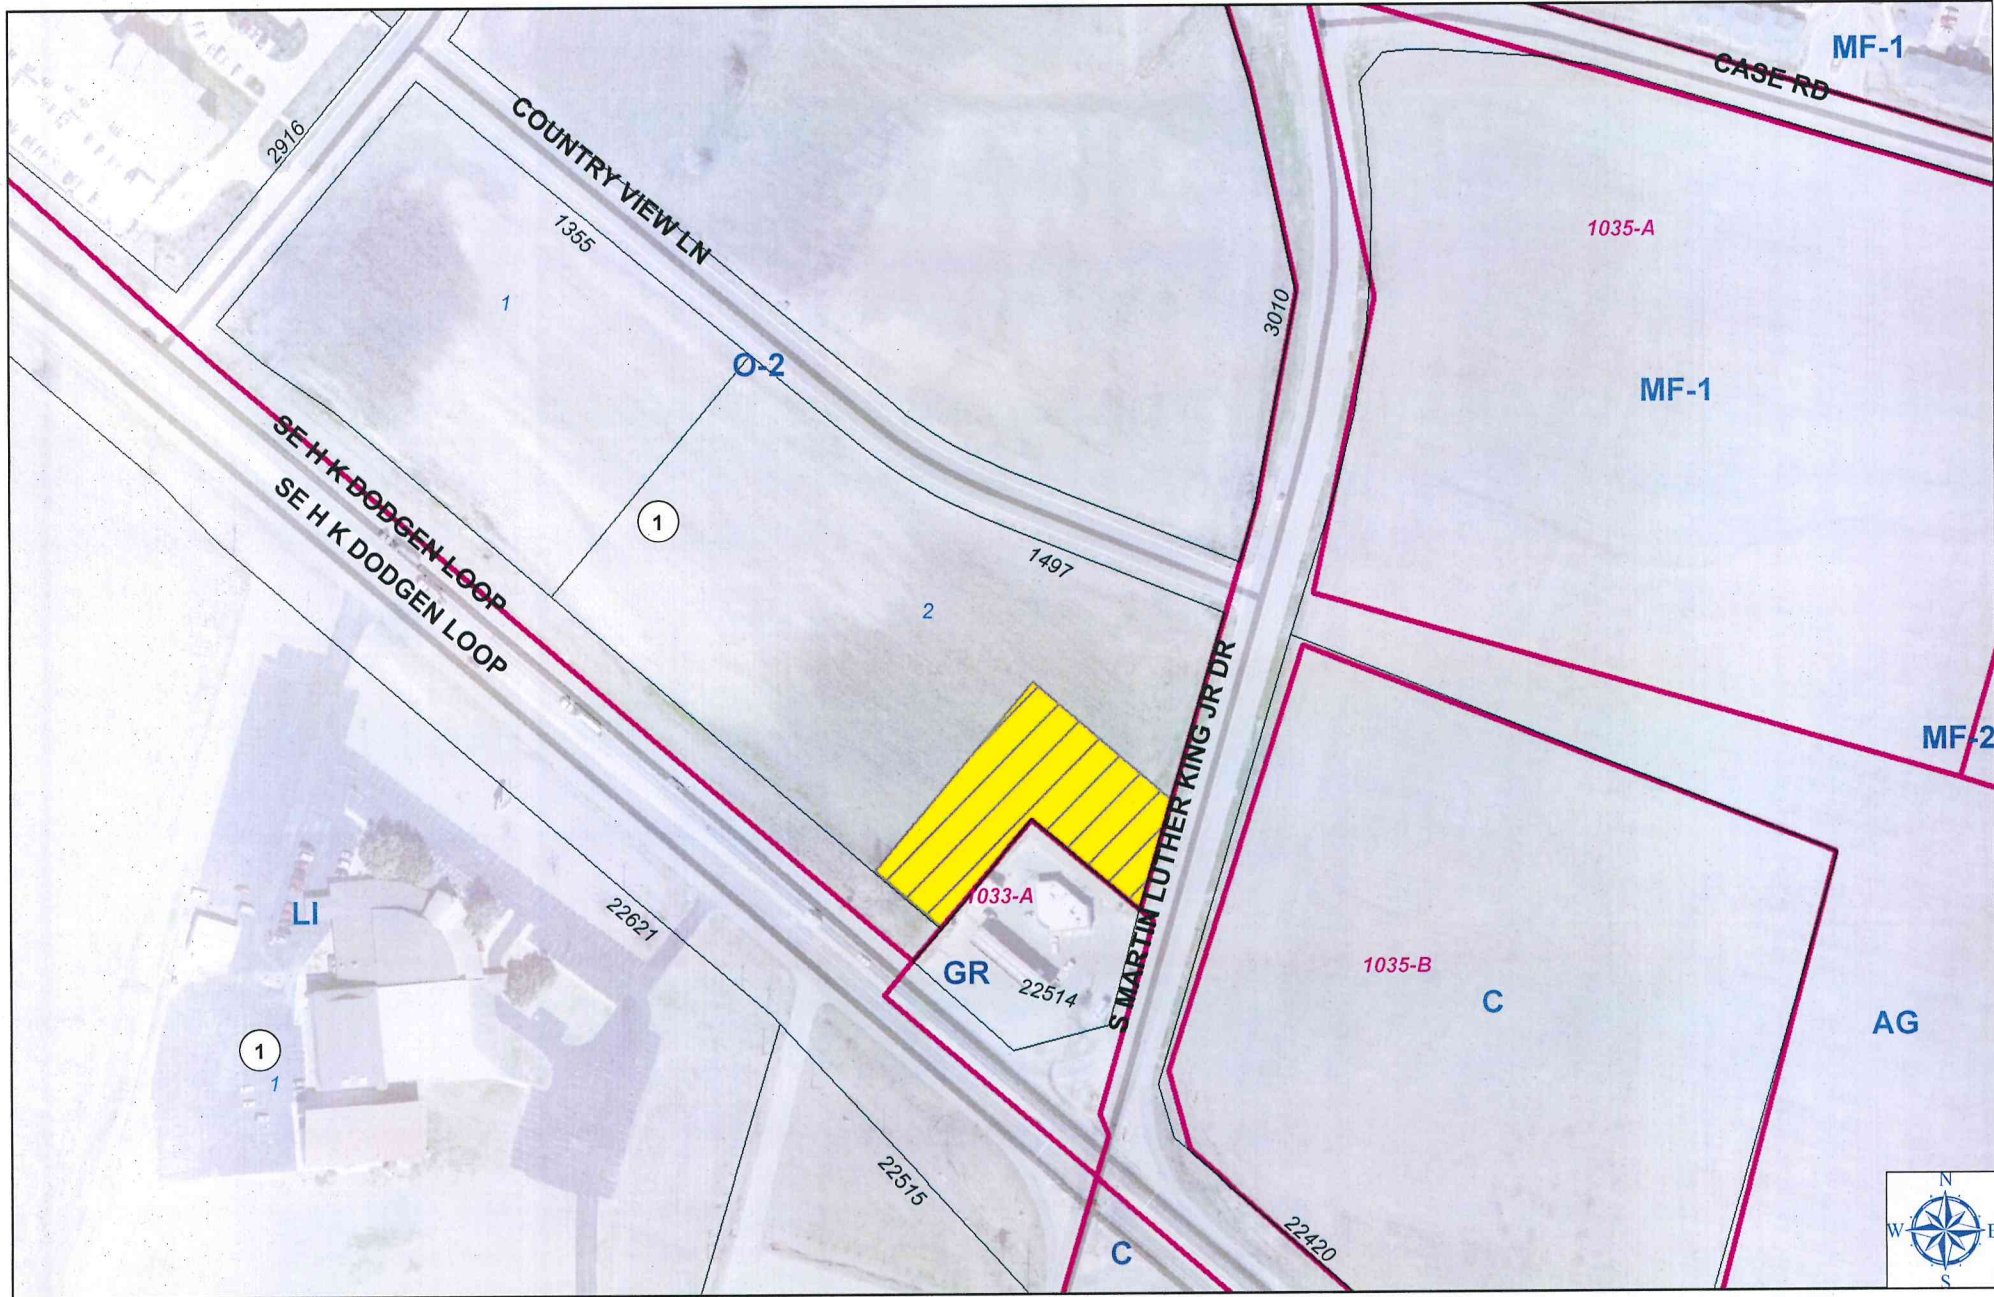 MF-1
CASE RD
2916
COUNTRY VIEW LN
1355
1035-A
1
3010
O-2
MF-1
SE H K DODGEN LOOP
SE H K DODGEN LOOP
1
1497
2
S MARTIN LUTHER KING JR DR
MF-2
1033-A
LI
22621
GR
22514
1035-B
C
AG
1
1
22515
22420
C
N
W
E
S